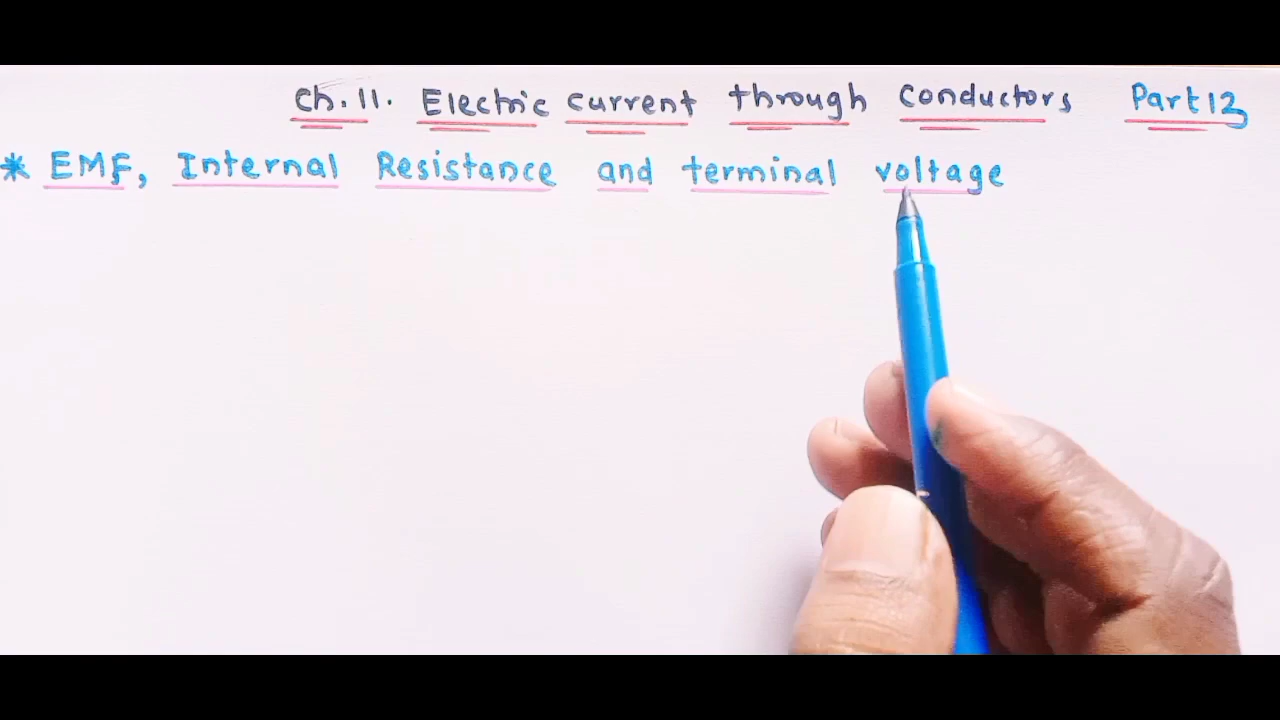 Ch. 11. Electric current through Conductors Part 12
* EMF, Internal Resistance and terminal voltage